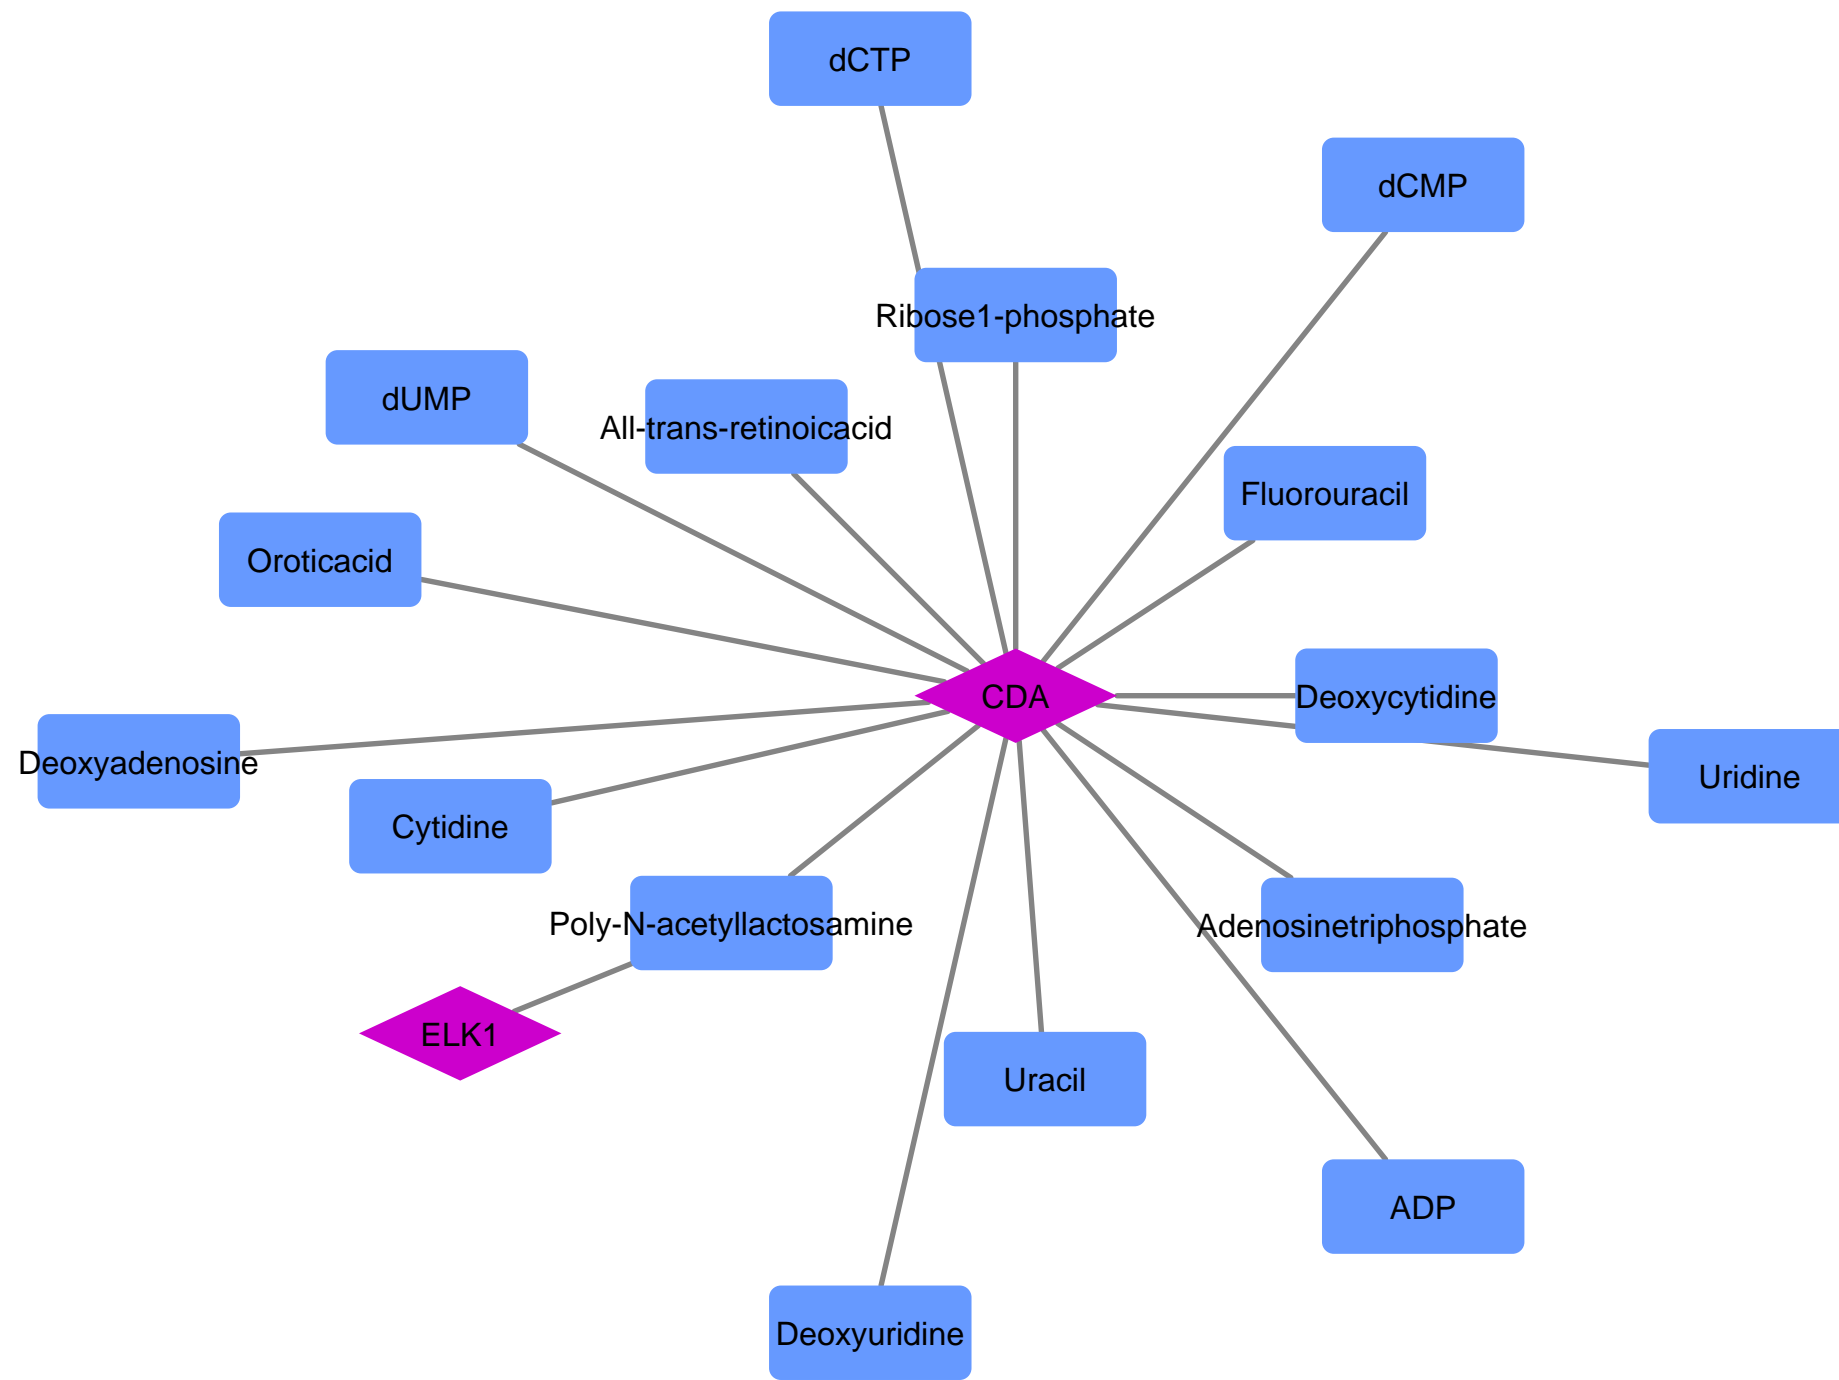 dCTP
dCMP
Ribose1-phosphate
dUMP
All-trans-retinoicacid
Fluorouracil
Oroticacid
CDA
Deoxycytidine
Deoxyadenosine
Uridine
Cytidine
Poly-N-acetyllactosamine
Adenosinetriphosphate
ELK1
Uracil
ADP
Deoxyuridine